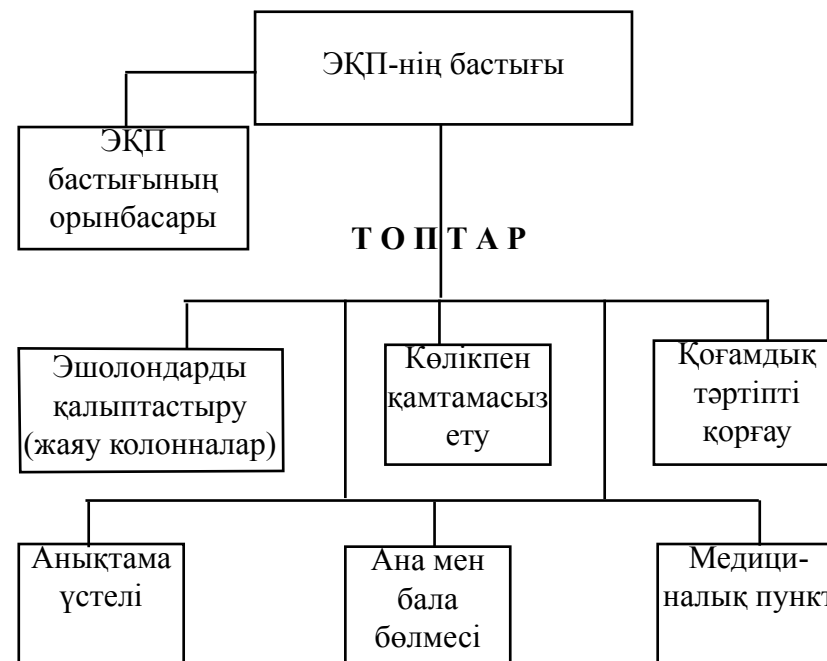 ЭҚП-нің бастығы
ЭҚП
бастығының
орынбасары
Т О П Т А Р
Эшолондарды
қалыптастыру
(жаяу колонналар)
Көлікпен
қамтамасыз
ету
Қоғамдық
тәртіпті
қорғау
Анықтама
үстелі
Ана мен
бала
бөлмесі
Медици-
налық пункт